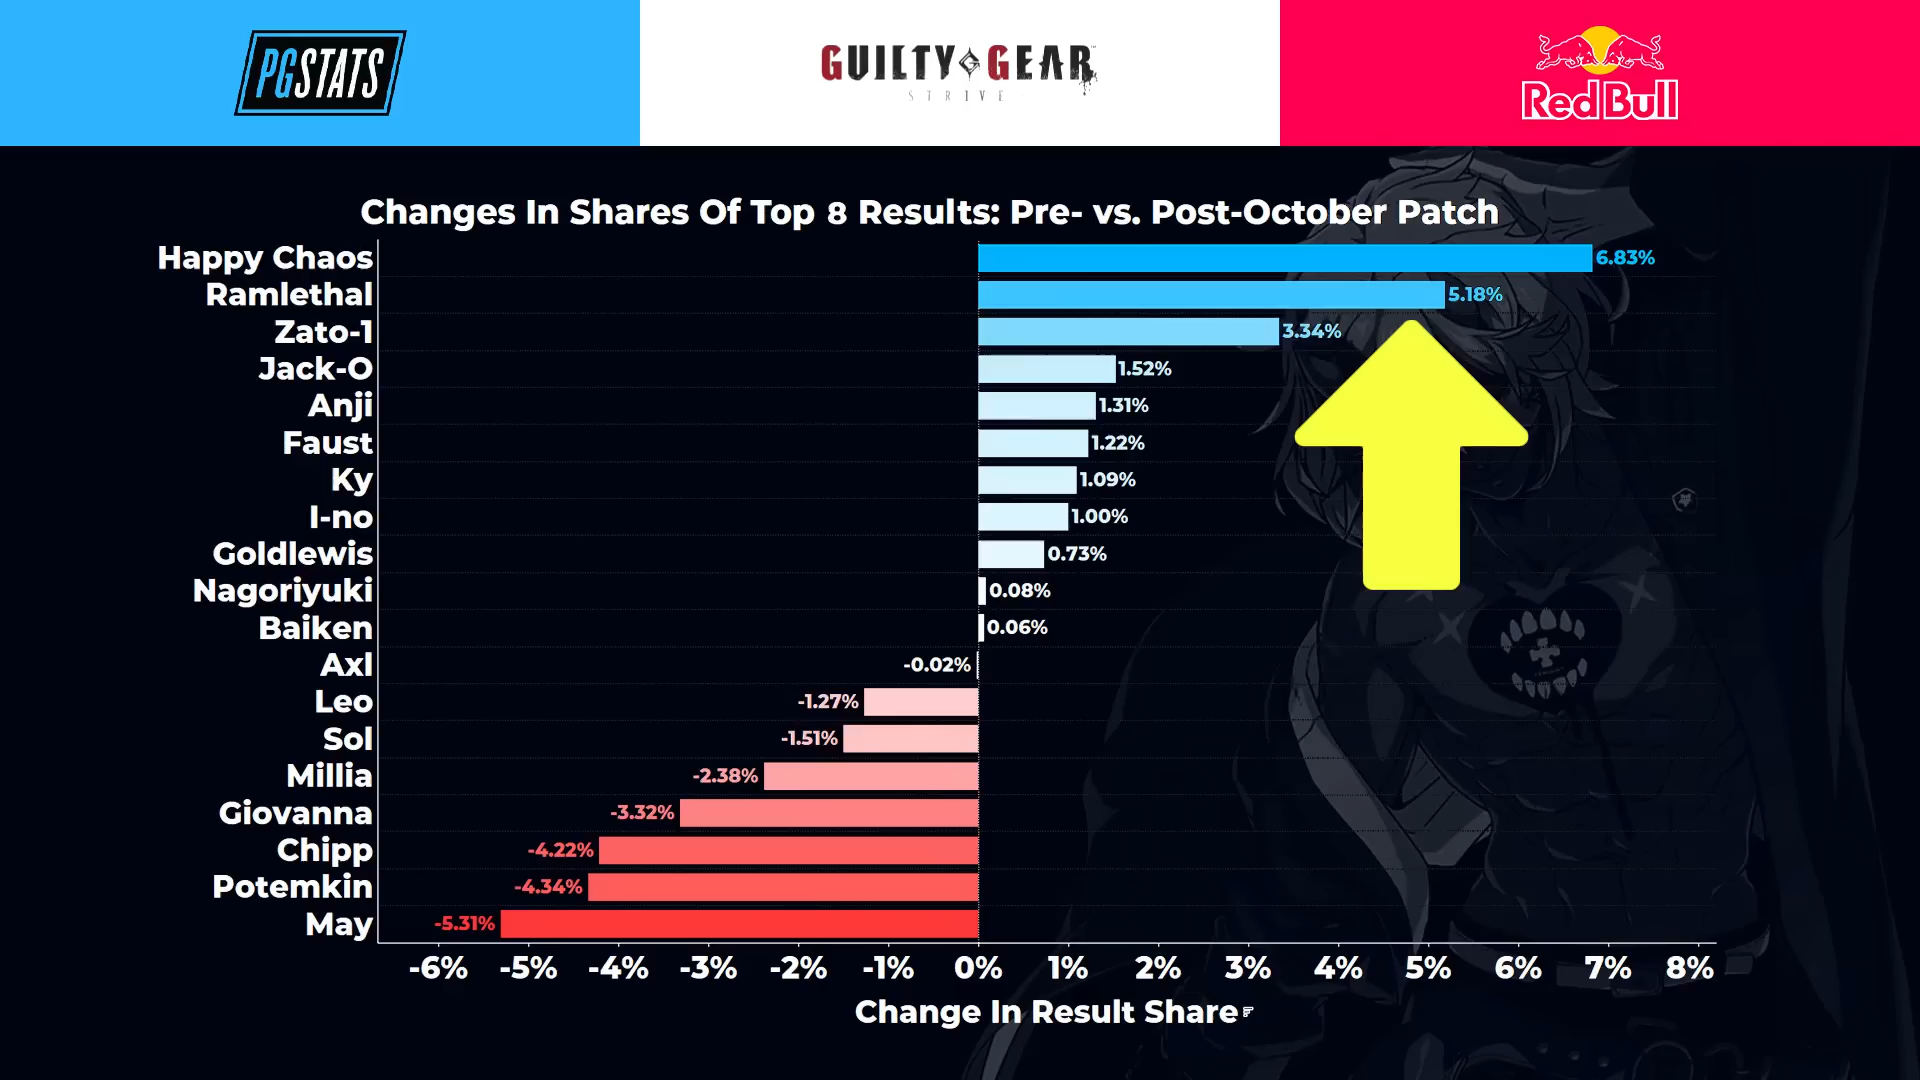 PGSTATS
GUILTY GEAR
STRIVE
Red Bull
Changes In Shares Of Top 8 Results: Pre- vs. Post-October Patch
Happy Chaos 6.83%
Ramlethal 5.18%
Zato-1 3.34%
Jack-O 1.52%
Anji 1.31%
Faust 1.22%
Ky 1.09%
I-no 1.00%
Goldlewis 0.73%
Nagoriyuki 0.08%
Baiken 0.06%
Axl -0.02%
Leo -1.27%
Sol -1.51%
Millia -2.38%
Giovanna -3.32%
Chipp -4.22%
Potemkin -4.34%
May -5.31%
-6% -5% -4% -3% -2% -1% 0% 1% 2% 3% 4% 5% 6% 7% 8%
Change In Result Share